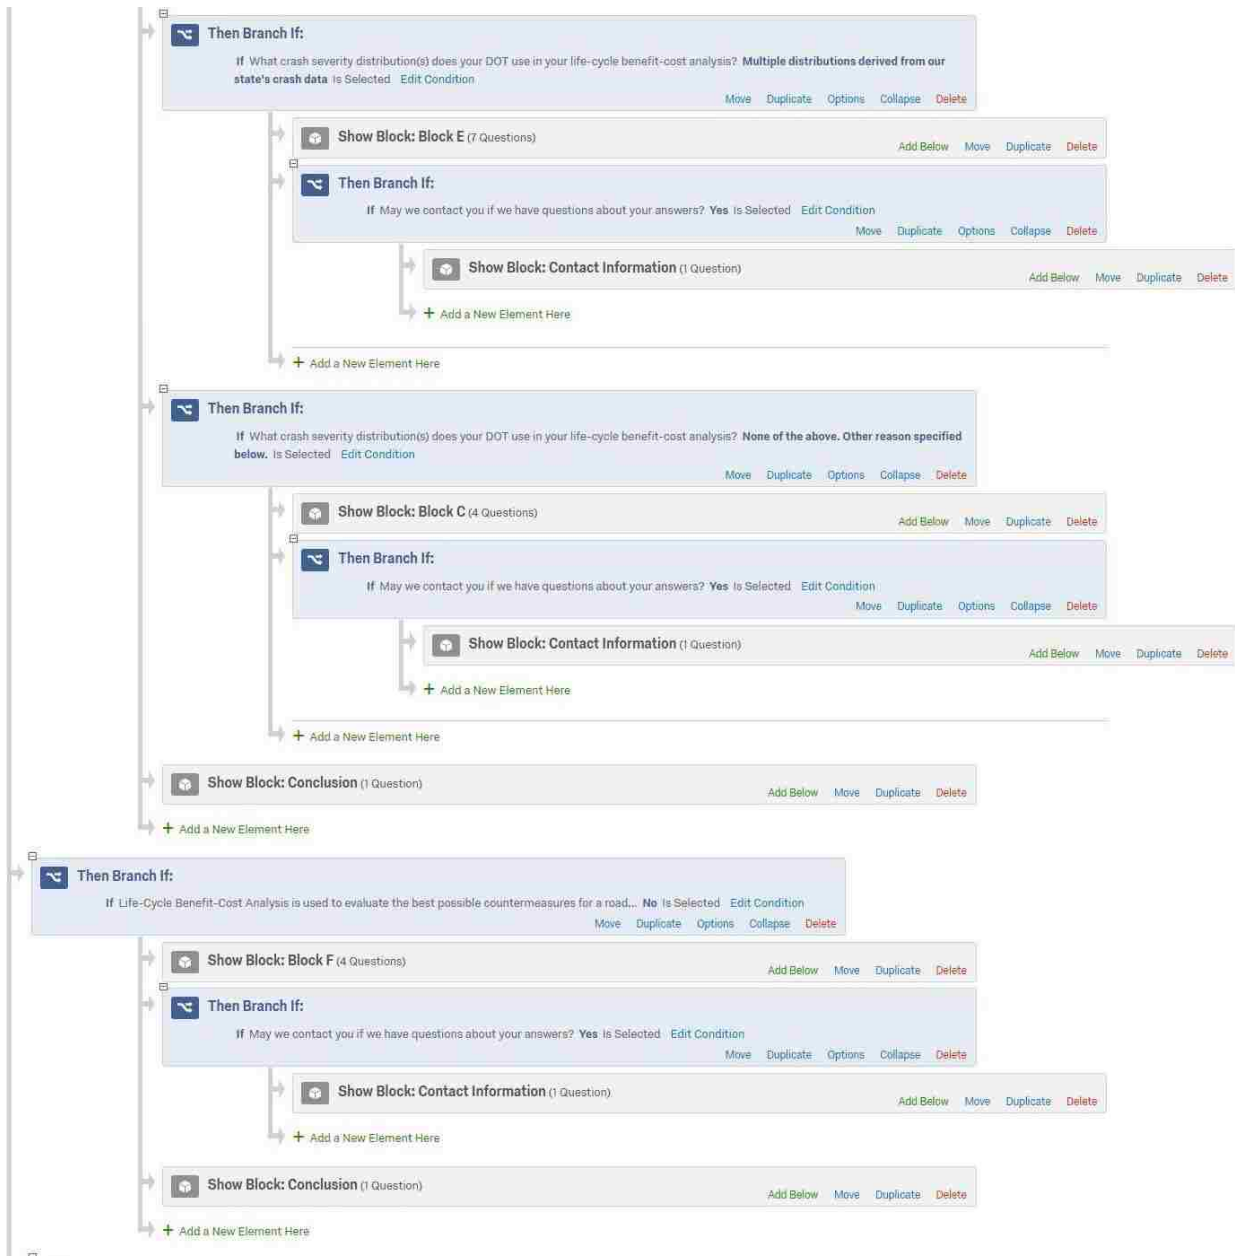 Then Branch If:
If What crash severity distribution(s) does your DOT use in your life-cycle benefit-cost analysis? Multiple distributions derived from our
state's crash data Is Selected Edit Condition
Move Duplicate Options Collapse Delete
Show Block: Block E (7 Questions)
Add Below Move Duplicate Delete
Then Branch If:
If May we contact you if we have questions about your answers? Yes Is Selected Edit Condition
Move Duplicate Options Collapse Delete
Show Block: Contact Information (1 Question)
Add Below Move Duplicate Delete
+ Add a New Element Here
+ Add a New Element Here
Then Branch If:
If What crash severity distribution(s) does your DOT use in your life-cycle benefit-cost analysis? None of the above. Other reason specified
below. Is Selected Edit Condition
Move Duplicate Options Collapse Delete
Show Block: Block C (4 Questions)
Add Below Move Duplicate Delete
Then Branch If:
If May we contact you if we have questions about your answers? Yes Is Selected Edit Condition
Move Duplicate Options Collapse Delete
Show Block: Contact Information (1 Question)
Add Below Move Duplicate Delete
+ Add a New Element Here
+ Add a New Element Here
Show Block: Conclusion (1 Question)
Add Below Move Duplicate Delete
+ Add a New Element Here
Then Branch If:
If Life-Cycle Benefit-Cost Analysis is used to evaluate the best possible countermeasures for a road... No Is Selected Edit Condition
Move Duplicate Options Collapse Delete
Show Block: Block F (4 Questions)
Add Below Move Duplicate Delete
Then Branch If:
If May we contact you if we have questions about your answers? Yes Is Selected Edit Condition
Move Duplicate Options Collapse Delete
Show Block: Contact Information (1 Question)
Add Below Move Duplicate Delete
+ Add a New Element Here
Show Block: Conclusion (1 Question)
Add Below Move Duplicate Delete
+ Add a New Element Here